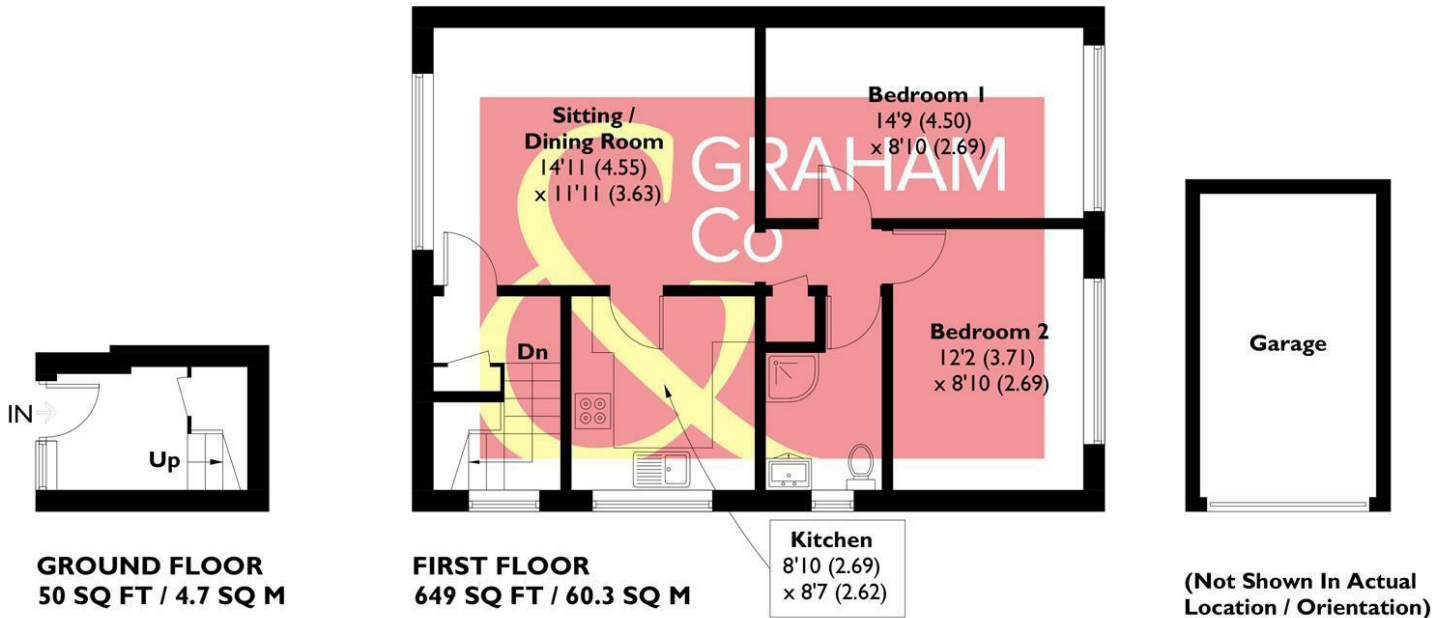 Sitting /
Dining Room
14'11 (4.55)
x 11'11 (3.63)
Bedroom 1
14'9 (4.50)
x 8'10 (2.69)
& GRAHAM
Co
Bedroom 2
12'2 (3.71)
x 8'10 (2.69)
Garage
Dn
IN
Up
Kitchen
8'10 (2.69)
x 8'7 (2.62)
GROUND FLOOR
50 SQ FT / 4.7 SQ M
FIRST FLOOR
649 SQ FT / 60.3 SQ M
(Not Shown In Actual
Location / Orientation)